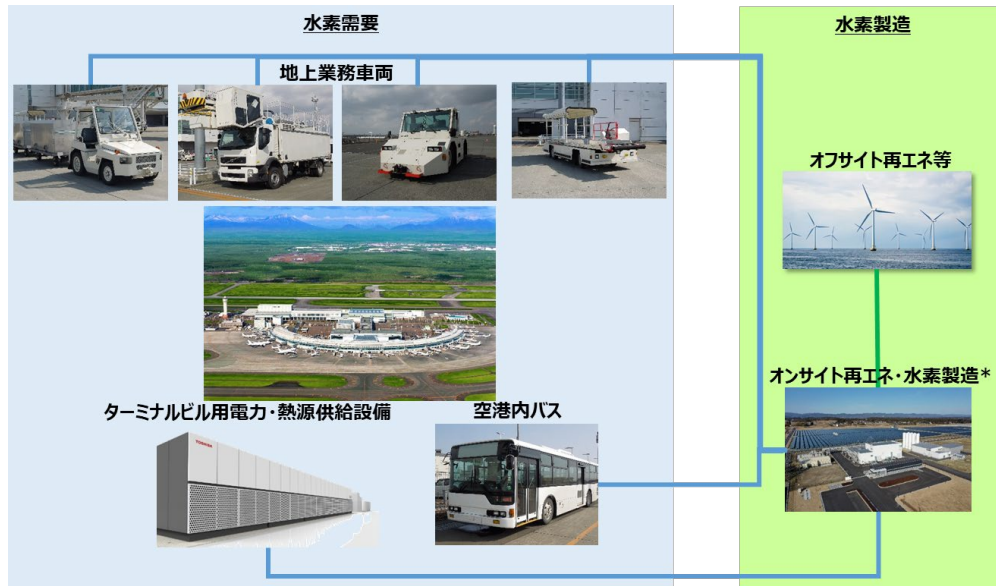 水素需要
水素製造
地上業務車両
オフサイト再エネ等
オンサイト再エネ・水素製造*
ターミナルビル用電力・熱源供給設備
空港内バス
TOSHIBA